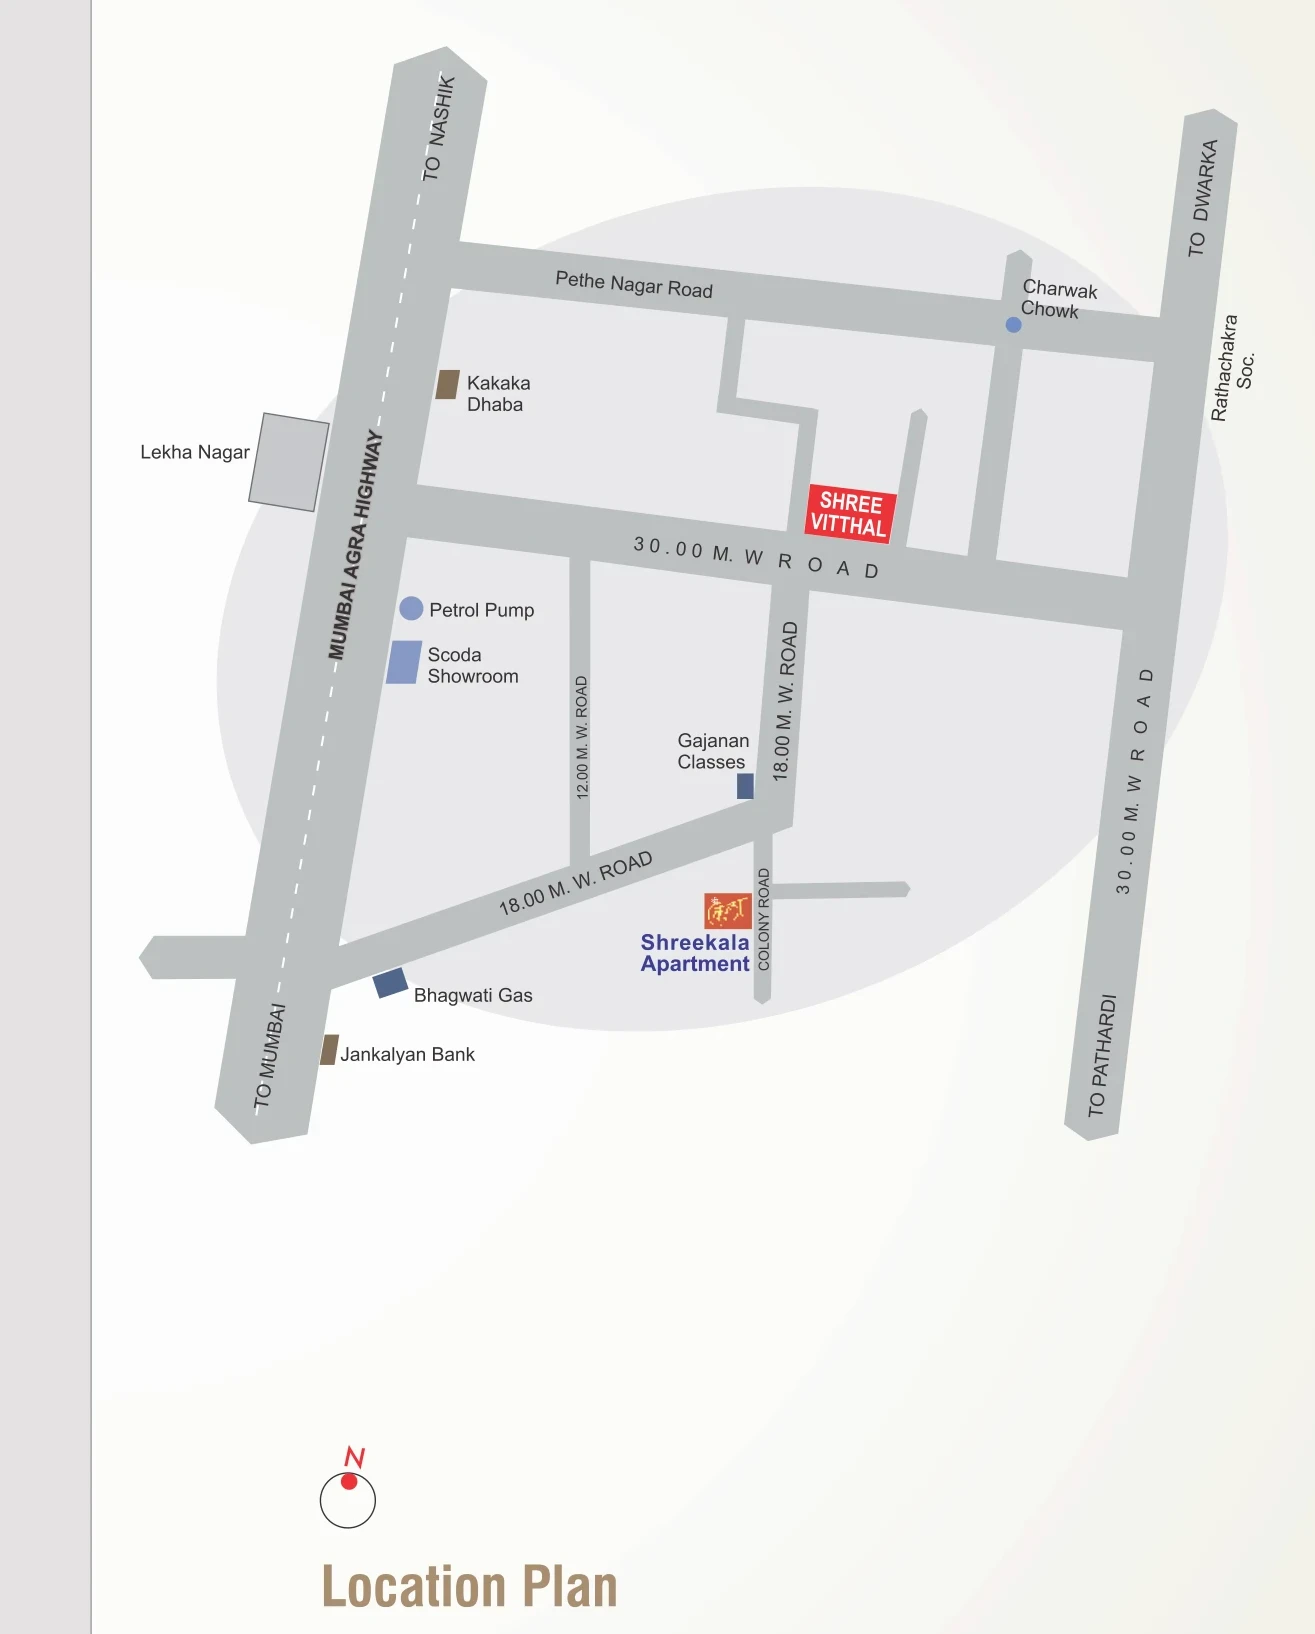 TO NASHIK
TO DWARKA
Pethe Nagar Road
Charwak
Chowk
Rathachakra
Soc.
Kakaka
Dhaba
Lekha Nagar
MUMBAI AGRA HIGHWAY
SHREE
VITTHAL
30.00 M. W R O A D
Petrol Pump
Scoda
Showroom
12.00 M. W. ROAD
18.00 M. W. ROAD
30.00 M. W R O A D
Gajanan
Classes
18.00 M. W. ROAD
COLONY ROAD
Shreekala
Apartment
Bhagwati Gas
TO MUMBAI
Jankalyan Bank
TO PATHARDI
N
Location Plan